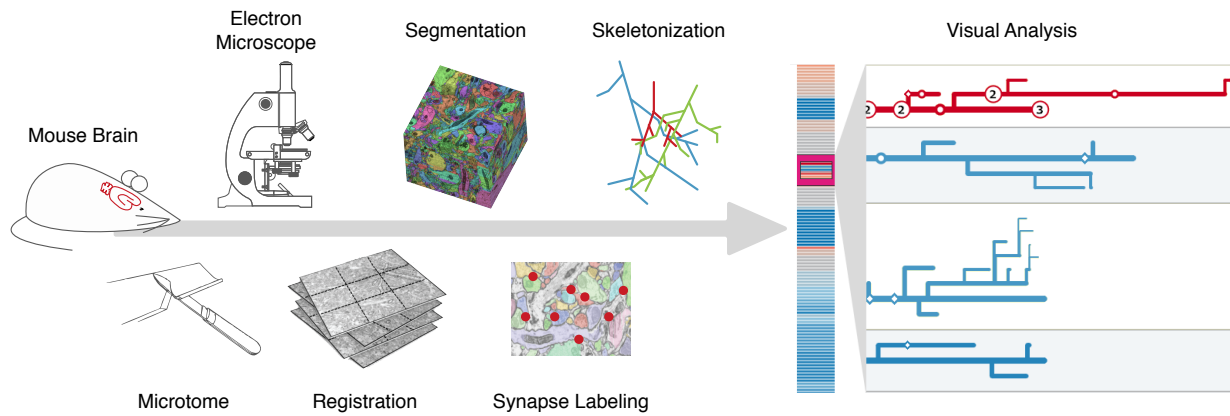 Electron
Microscope
Segmentation
Skeletonization
Visual Analysis
Mouse Brain
2
2
2
3
Microtome
Registration
Synapse Labeling